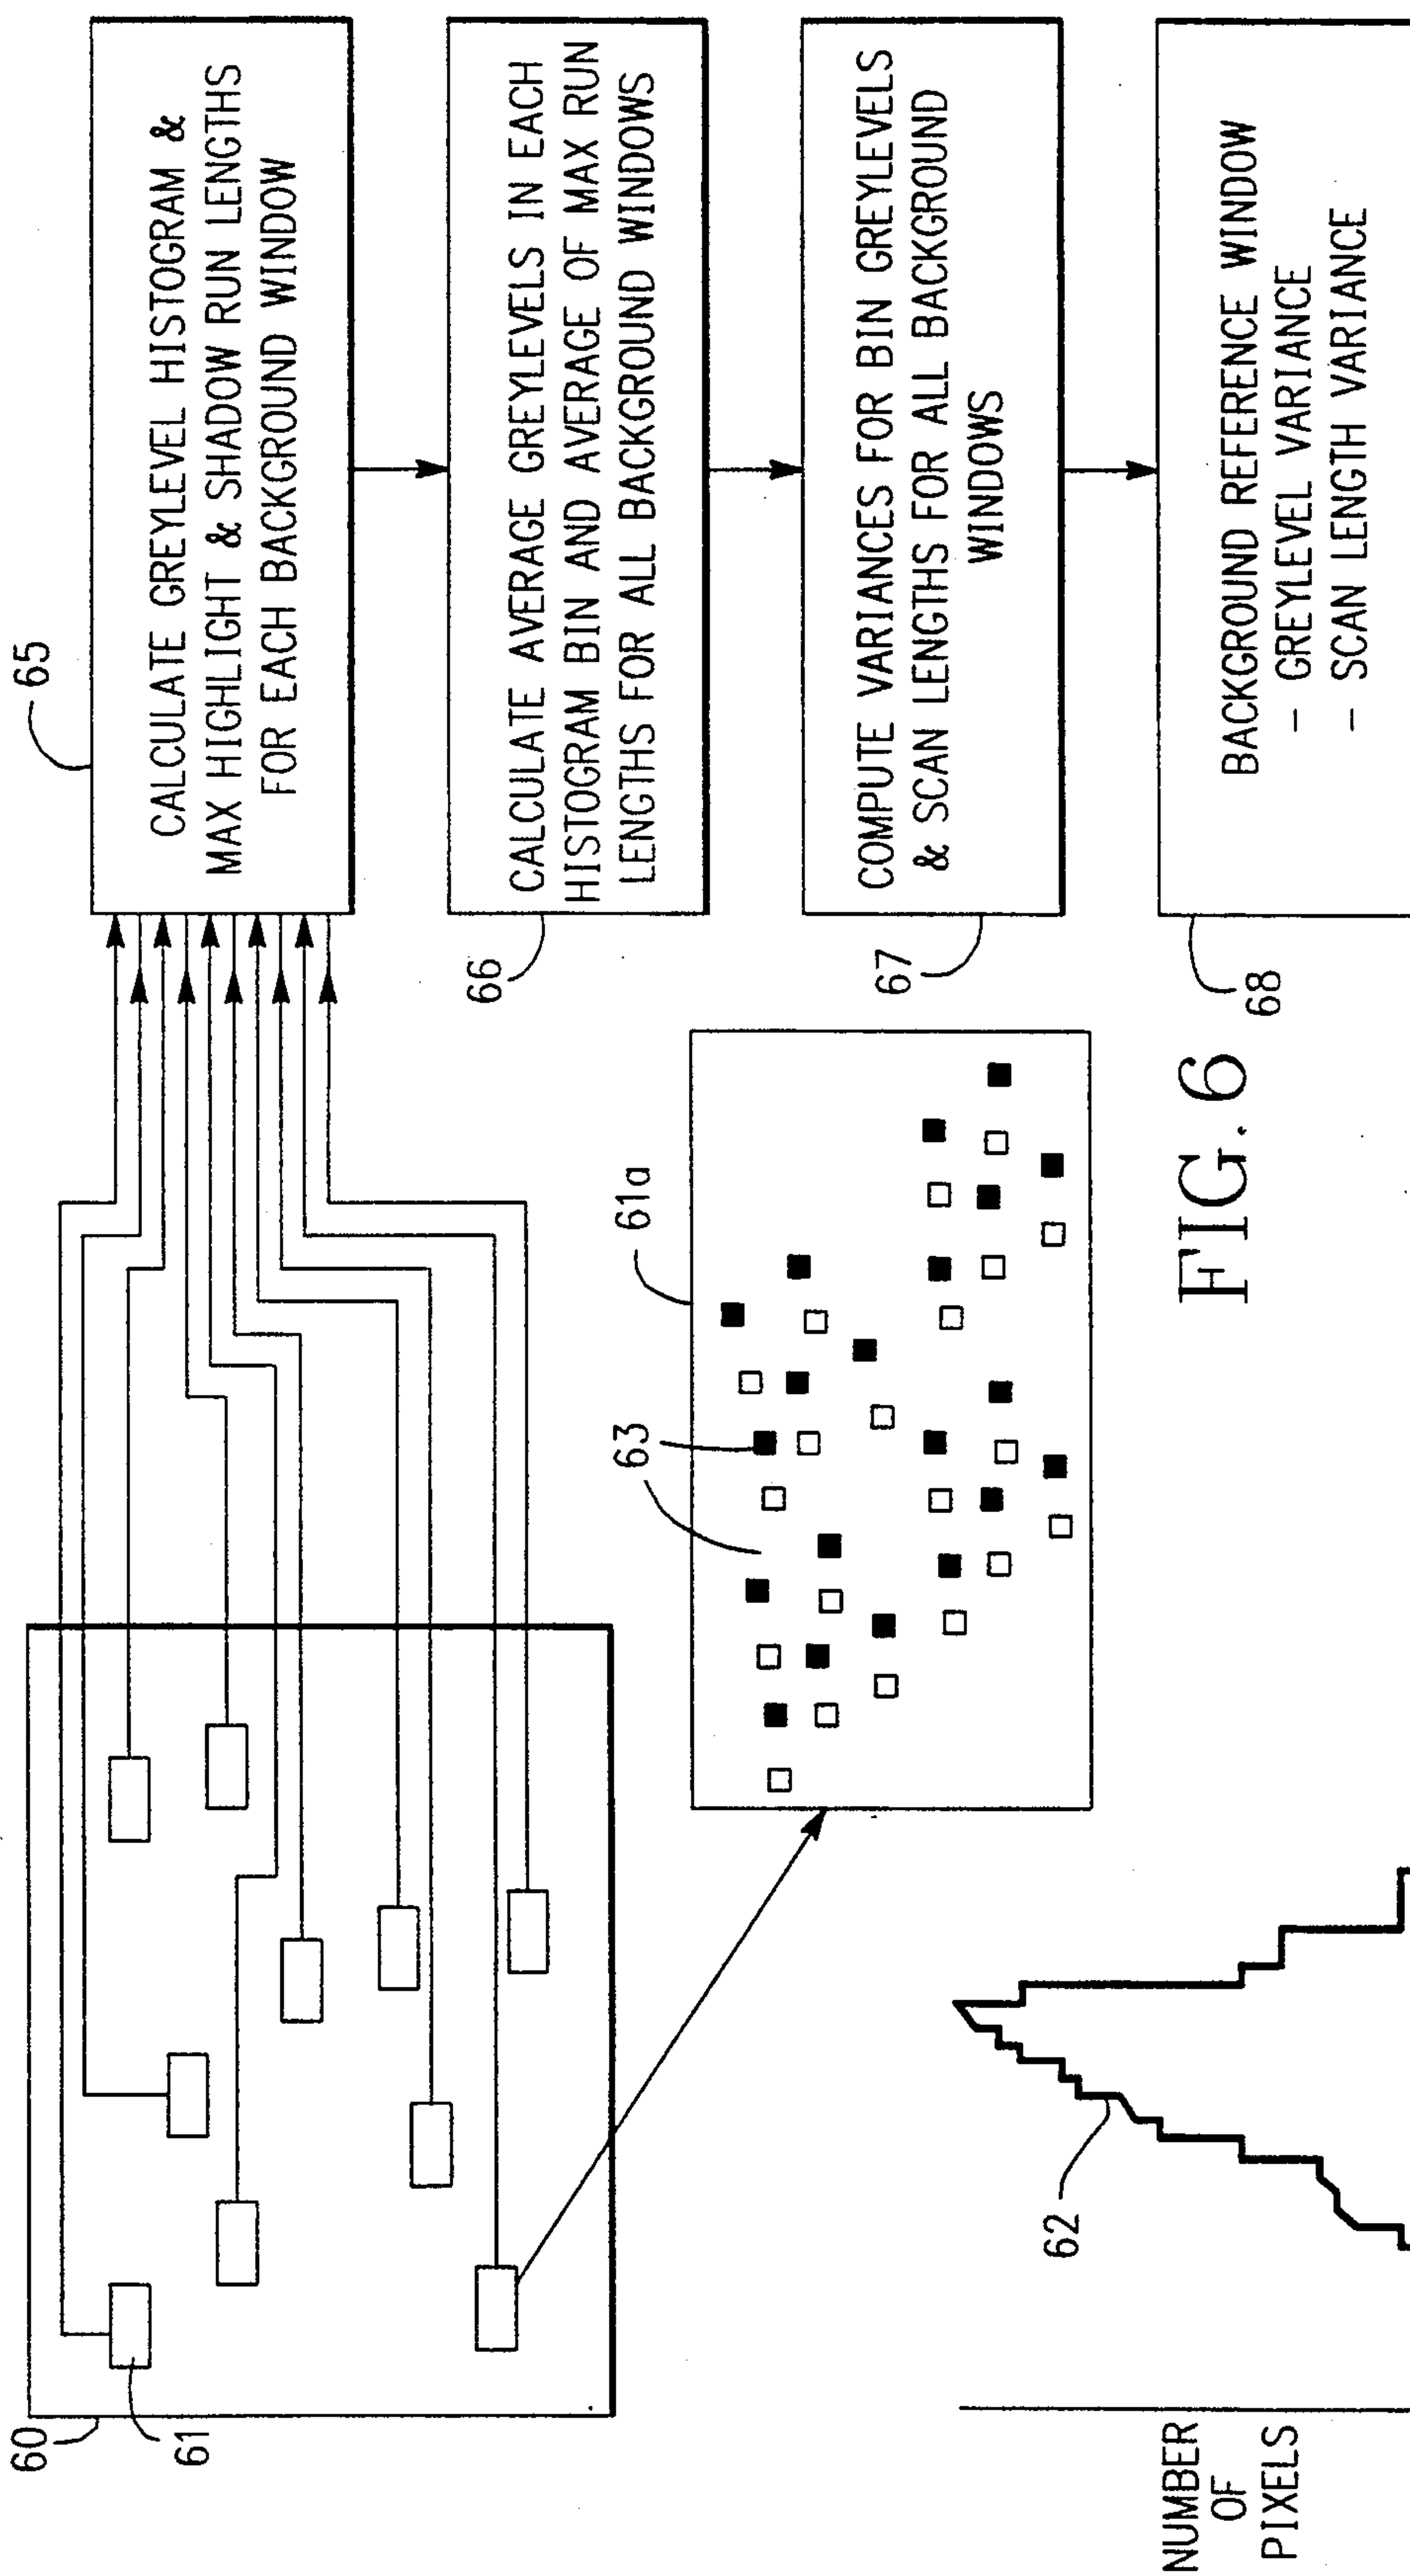 60
61
65
CALCULATE GREYLEVEL HISTOGRAM &
MAX HIGHLIGHT & SHADOW RUN LENGTHS
FOR EACH BACKGROUND WINDOW
66
CALCULATE AVERAGE GREYLEVELS IN EACH
HISTOGRAM BIN AND AVERAGE OF MAX RUN
LENGTHS FOR ALL BACKGROUND WINDOWS
61a
63
67
COMPUTE VARIANCES FOR BIN GREYLEVELS
& SCAN LENGTHS FOR ALL BACKGROUND
WINDOWS
68
BACKGROUND REFERENCE WINDOW
- GREYLEVEL VARIANCE
- SCAN LENGTH VARIANCE
62
NUMBER
OF
PIXELS
FIG. 6